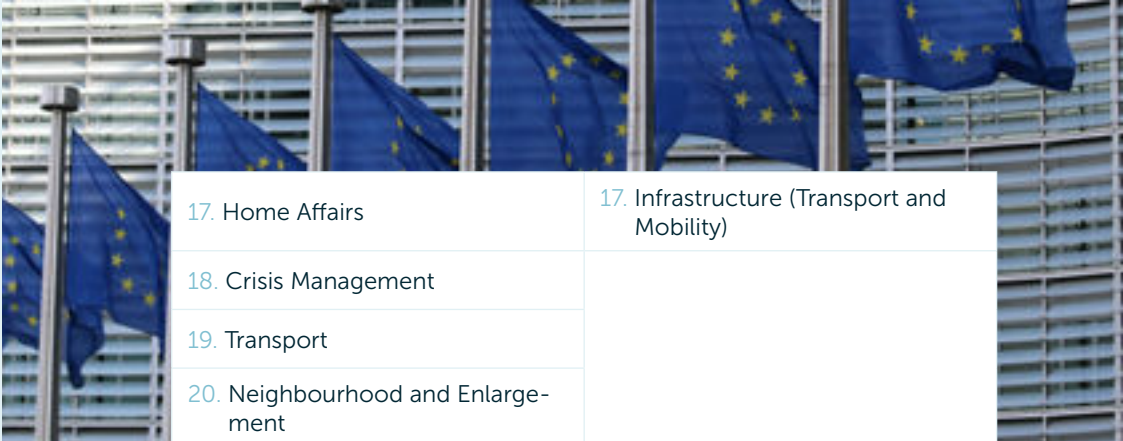 17. Home Affairs
17. Infrastructure (Transport and
Mobility)
18. Crisis Management
19. Transport
20. Neighbourhood and Enlarge-
ment